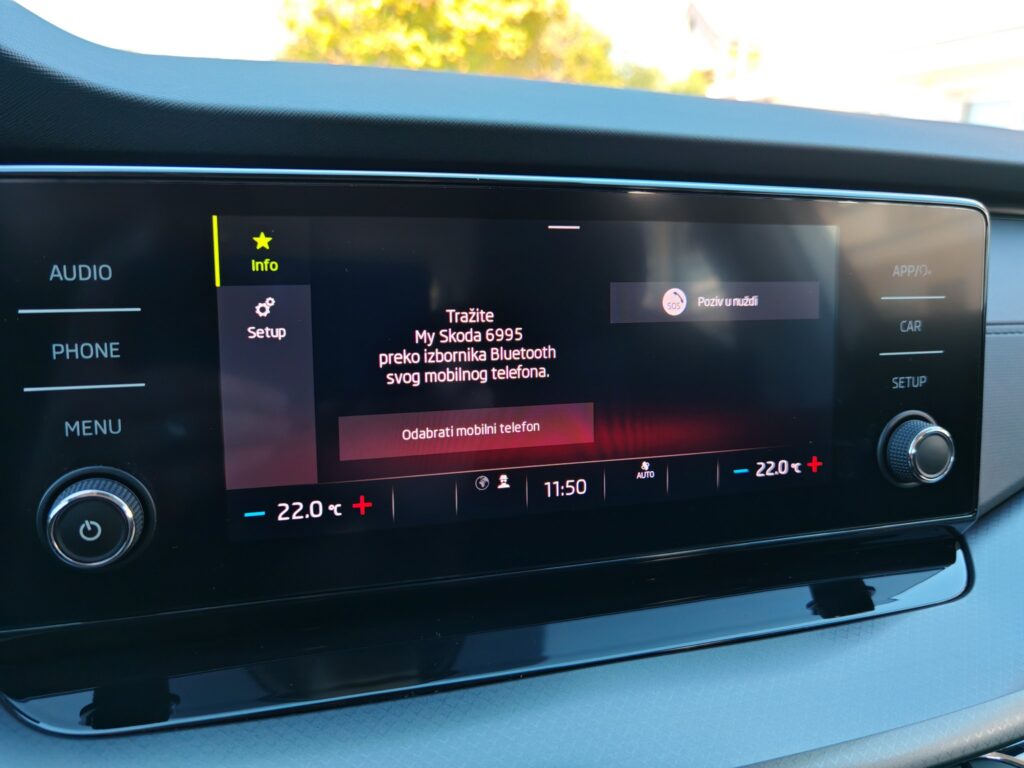 AUDIO
PHONE
MENU
Info
Setup
Tražite
My Skoda 6995
preko izbornika Bluetooth
svog mobilnog telefona.
Odabrati mobilni telefon
SOS
Poziv u nuždi
22.0 °C
11:50
AUTO
22.0 °C
APP/
CAR
SETUP